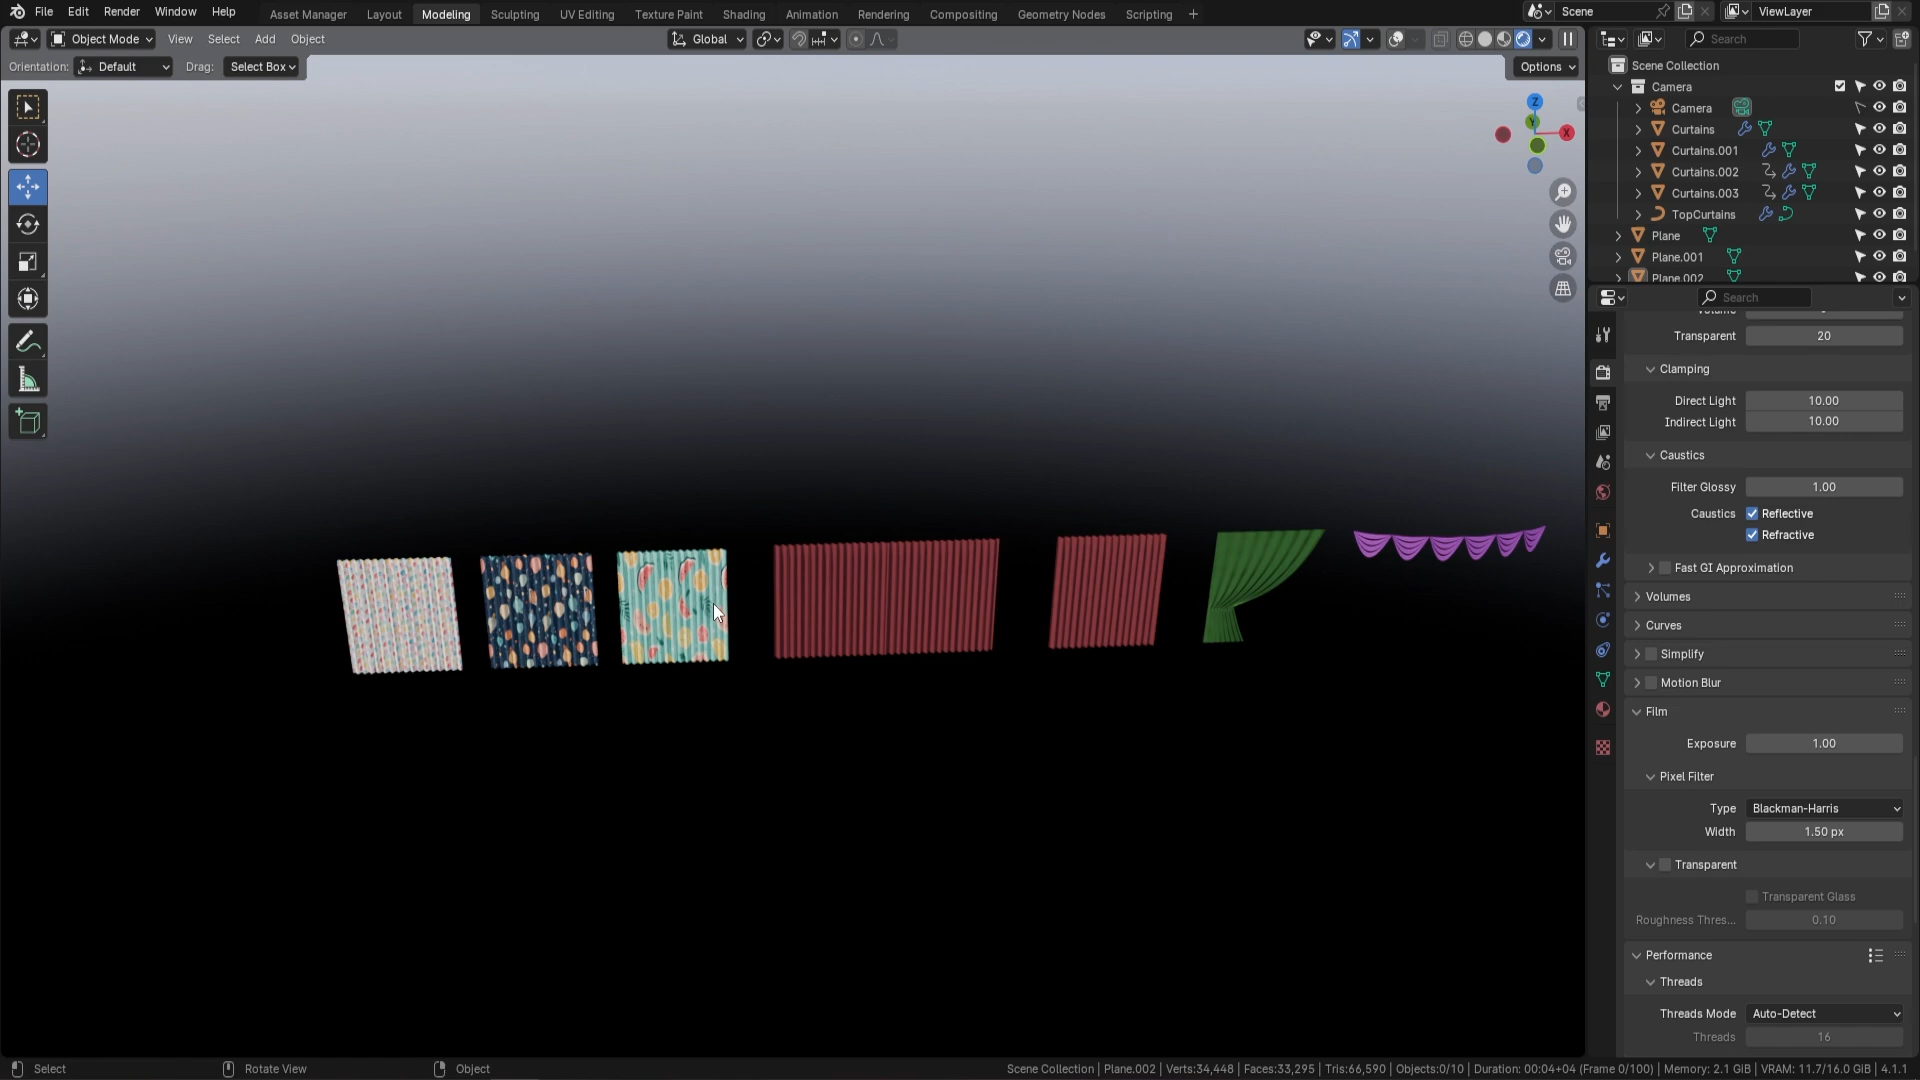 File Edit Render Window Help
Asset Manager Layout Modeling Sculpting UV Editing Texture Paint Shading Animation Rendering Compositing Geometry Nodes Scripting +
Scene
ViewLayer
Object Mode View Select Add Object
Global
Search
Orientation: Default Drag: Select Box
Options
Scene Collection
Camera
Camera
Curtains
Curtains.001
Curtains.002
Curtains.003
TopCurtains
Plane
Plane.001
Plane.002
Z
Y
X
Search
Transparent 20
Clamping
Direct Light 10.00
Indirect Light 10.00
Caustics
Filter Glossy 1.00
Caustics Reflective
Refractive
Fast GI Approximation
Volumes
Curves
Simplify
Motion Blur
Film
Exposure 1.00
Pixel Filter
Type Blackman-Harris
Width 1.50 px
Transparent
Transparent Glass
Roughness Thres... 0.10
Performance
Threads
Threads Mode Auto-Detect
Threads 16
Select Rotate View Object
Scene Collection | Plane.002 | Verts:34,448 | Faces:33,295 | Tris:66,590 | Objects:0/10 | Duration: 00:04+04 (Frame 0/100) | Memory: 2.1 GiB | VRAM: 11.7/16.0 GiB | 4.1.1